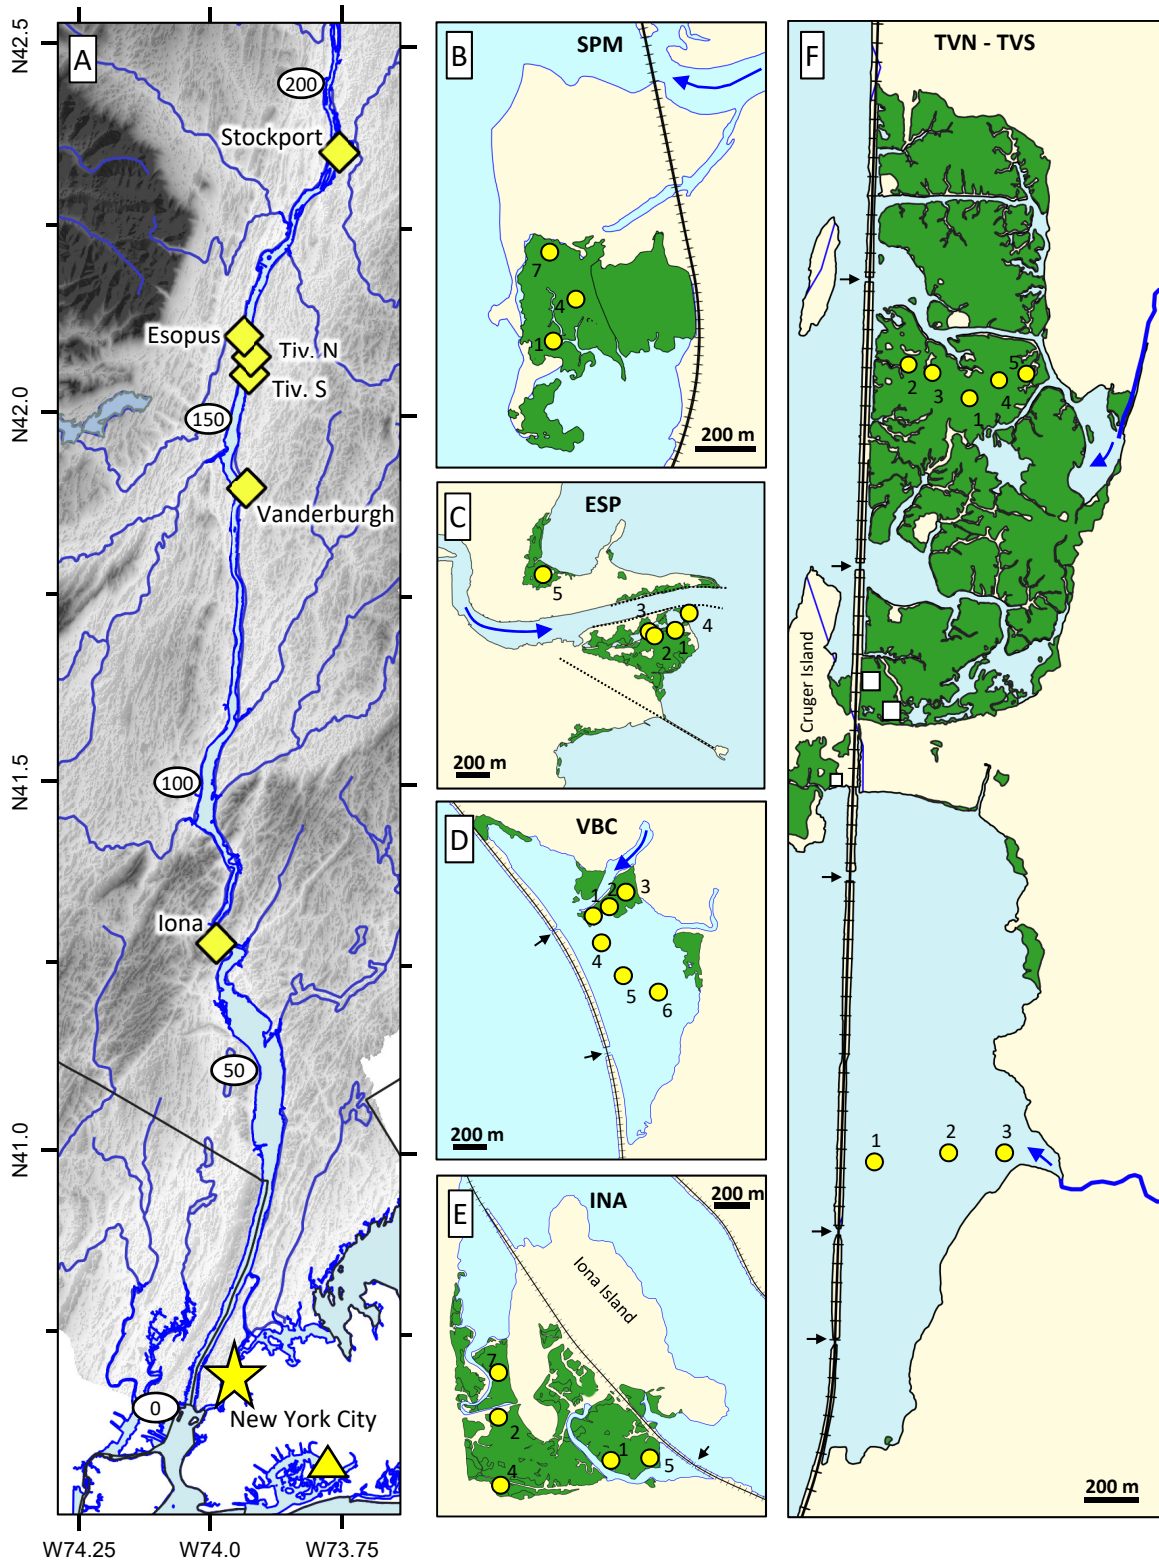 A
N42.5
N42.0
N41.5
N41.0
200
Stockport
Esopus
Tiv. N
Tiv. S
150
Vanderburgh
100
Iona
50
0
New York City
W74.25
W74.0
W73.75
B
SPM
7
4
1
200 m
C
ESP
5
3
4
2
1
200 m
D
VBC
1
2
3
4
5
6
200 m
E
INA
200 m
Iona Island
7
2
1
5
4
F
TVN - TVS
2
3
1
4
5
Cruger Island
1
2
3
200 m